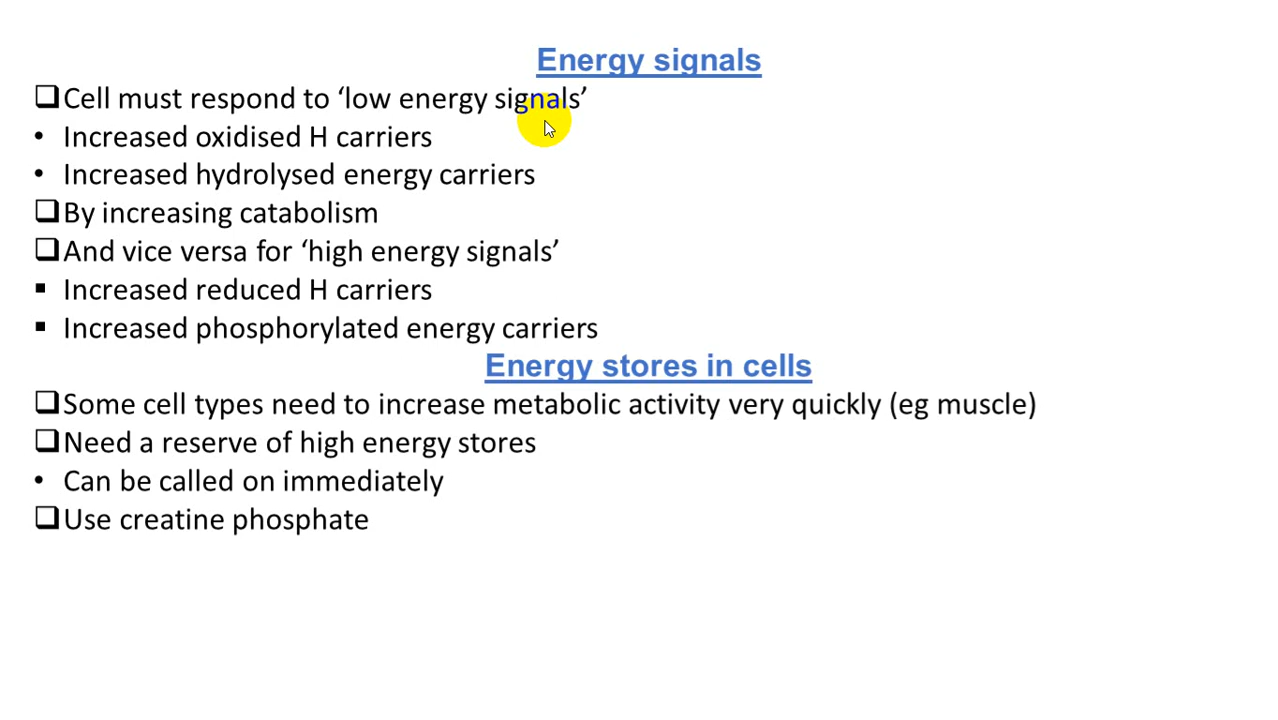 Energy signals
❑Cell must respond to ‘low energy signals’
• Increased oxidised H carriers
• Increased hydrolysed energy carriers
❑By increasing catabolism
❑And vice versa for ‘high energy signals’
▪ Increased reduced H carriers
▪ Increased phosphorylated energy carriers
Energy stores in cells
❑Some cell types need to increase metabolic activity very quickly (eg muscle)
❑Need a reserve of high energy stores
• Can be called on immediately
❑Use creatine phosphate